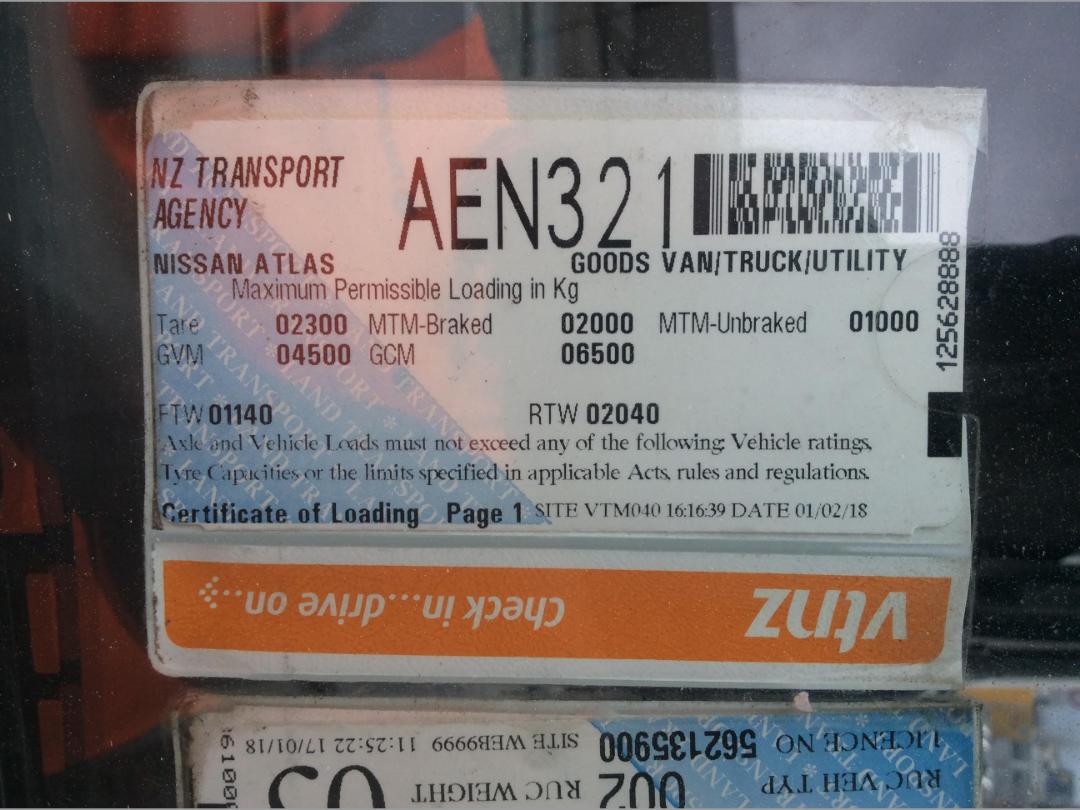 NZ TRANSPORT AGENCY
AEN321
NISSAN ATLAS GOODS VAN/TRUCK/UTILITY
Maximum Permissible Loading in Kg
Tare 02300 MTM-Braked 02000 MTM-Unbraked 01000
GVM 04500 GCM 06500
125628888
FTW 01140 RTW 02040
Axle and Vehicle Loads must not exceed any of the following: Vehicle ratings,
Tyre Capacities or the limits specified in applicable Acts, rules and regulations.
Certificate of Loading Page 1 SITE VTM040 16:16:39 DATE 01/02/18
vtnz
Check in...drive on...
RUC VEH TYP 002 RUC WEIGHT
LICENCE NO 562135900 SITE WEB9999 11:25:22 17/01/18